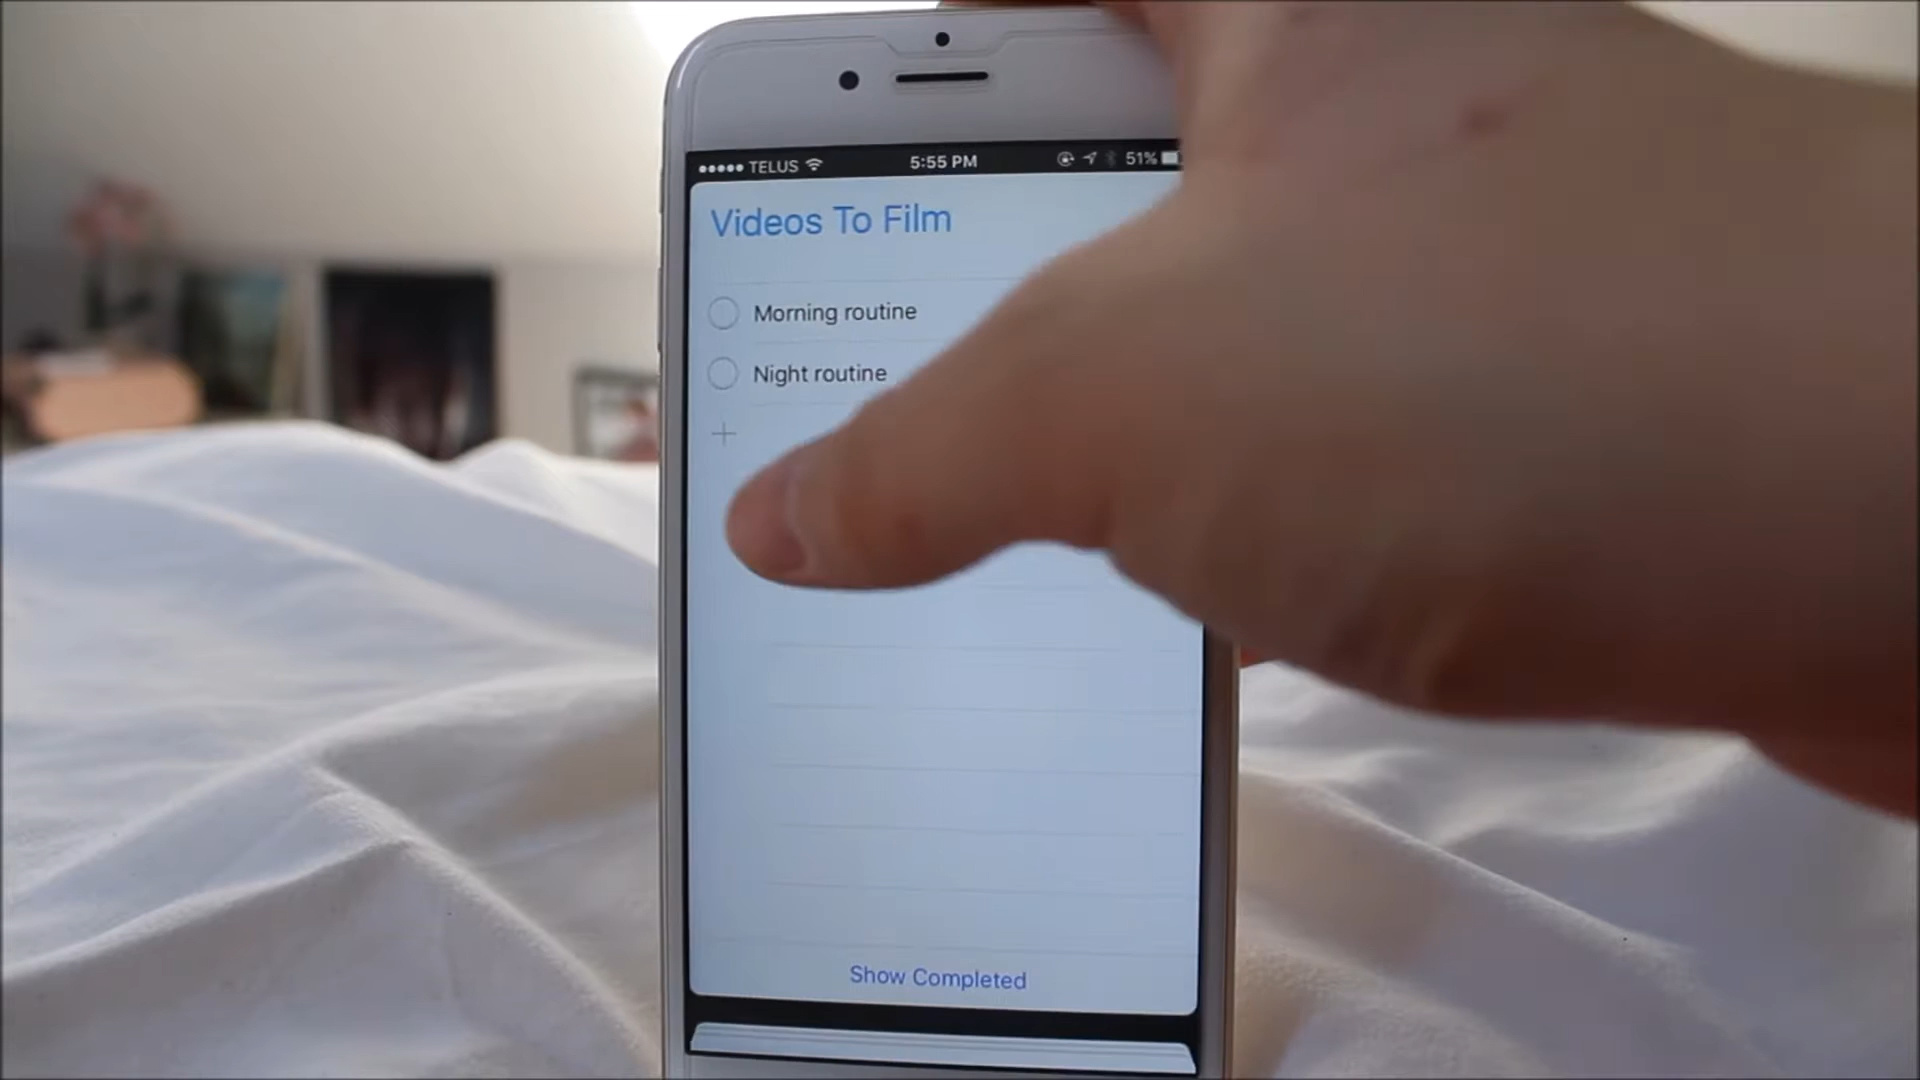 TELUS 5:55 PM 51%
Videos To Film
Morning routine
Night routine
Show Completed